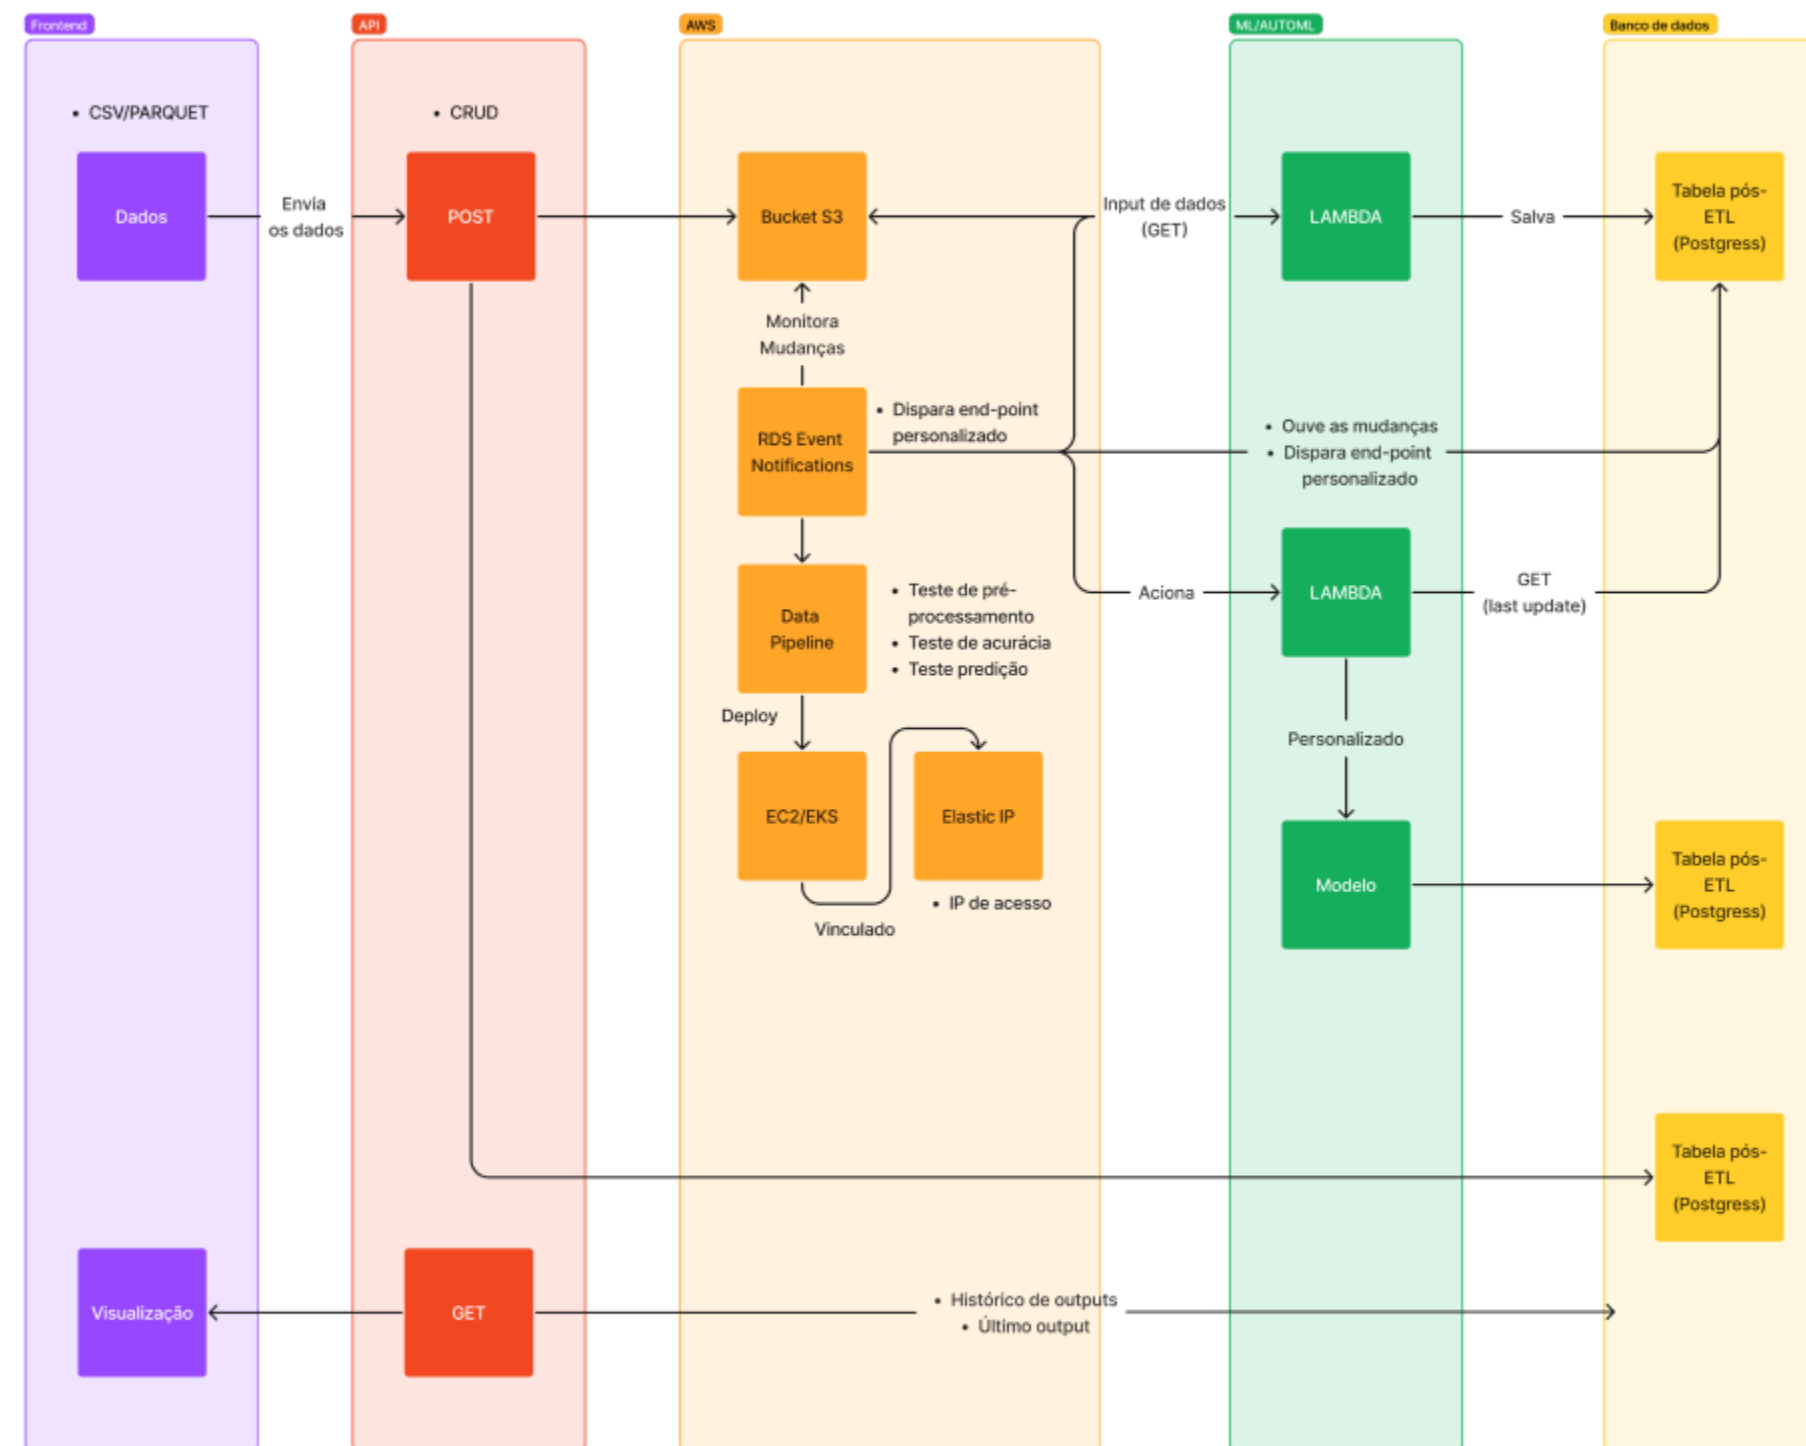 Frontend
API
AWS
ML/AUTOML
Banco de dados
• CSV/PARQUET
• CRUD
Dados
Envia
os dados
POST
Bucket S3
Input de dados
(GET)
LAMBDA
Salva
Tabela pós-
ETL
(Postgress)
Monitora
Mudanças
RDS Event
Notifications
• Dispara end-point
personalizado
• Ouve as mudanças
• Dispara end-point
personalizado
Data
Pipeline
• Teste de pré-
processamento
• Teste de acurácia
• Teste predição
Aciona
LAMBDA
GET
(last update)
Deploy
Personalizado
EC2/EKS
Elastic IP
• IP de acesso
Vinculado
Modelo
Tabela pós-
ETL
(Postgress)
Tabela pós-
ETL
(Postgress)
Visualização
GET
• Histórico de outputs
• Último output